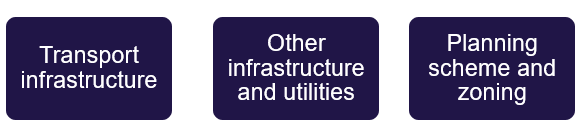 Transport
infrastructure
Other
infrastructure
and utilities
Planning
scheme and
zoning